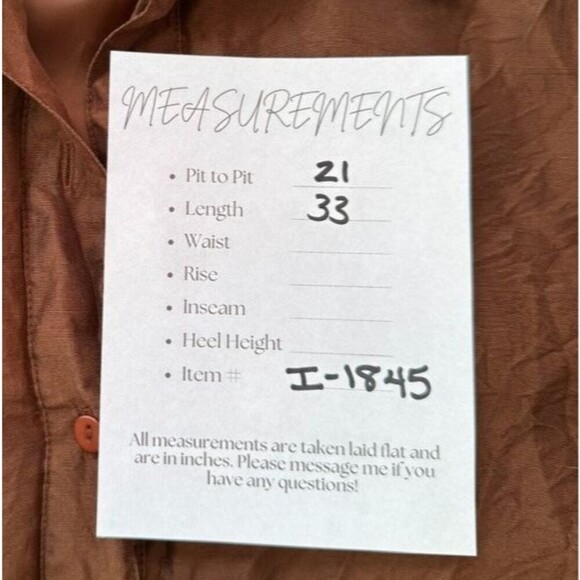 MEASUREMENTS
• Pit to Pit 21
• Length 33
• Waist
• Rise
• Inseam
• Heel Height
• Item # I-1845
All measurements are taken laid flat and
are in inches. Please message me if you
have any questions!